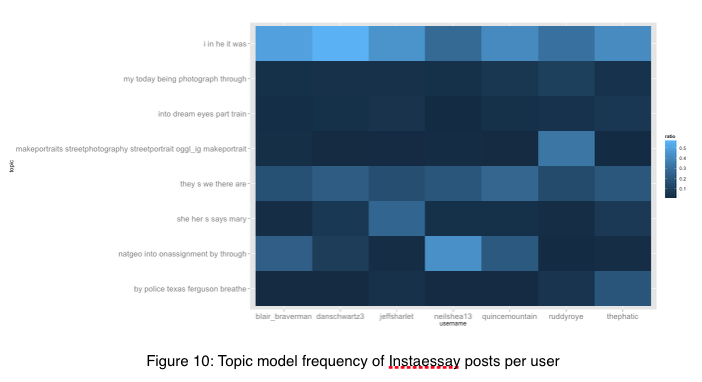 i in he it was
my today being photograph through
into dream eyes part train
makeportraits streetphotography streetportrait oggl_ig makeportrait
they s we there are
she her s says mary
natgeo into onassignment by through
by police texas ferguson breathe
topic
ratio
0.5
0.4
0.3
0.2
0.1
blair_braverman danschwartz3 jeffsharlet neilshea13 quincemountain ruddyroye thephatic
username
Figure 10: Topic model frequency of Instaessay posts per user